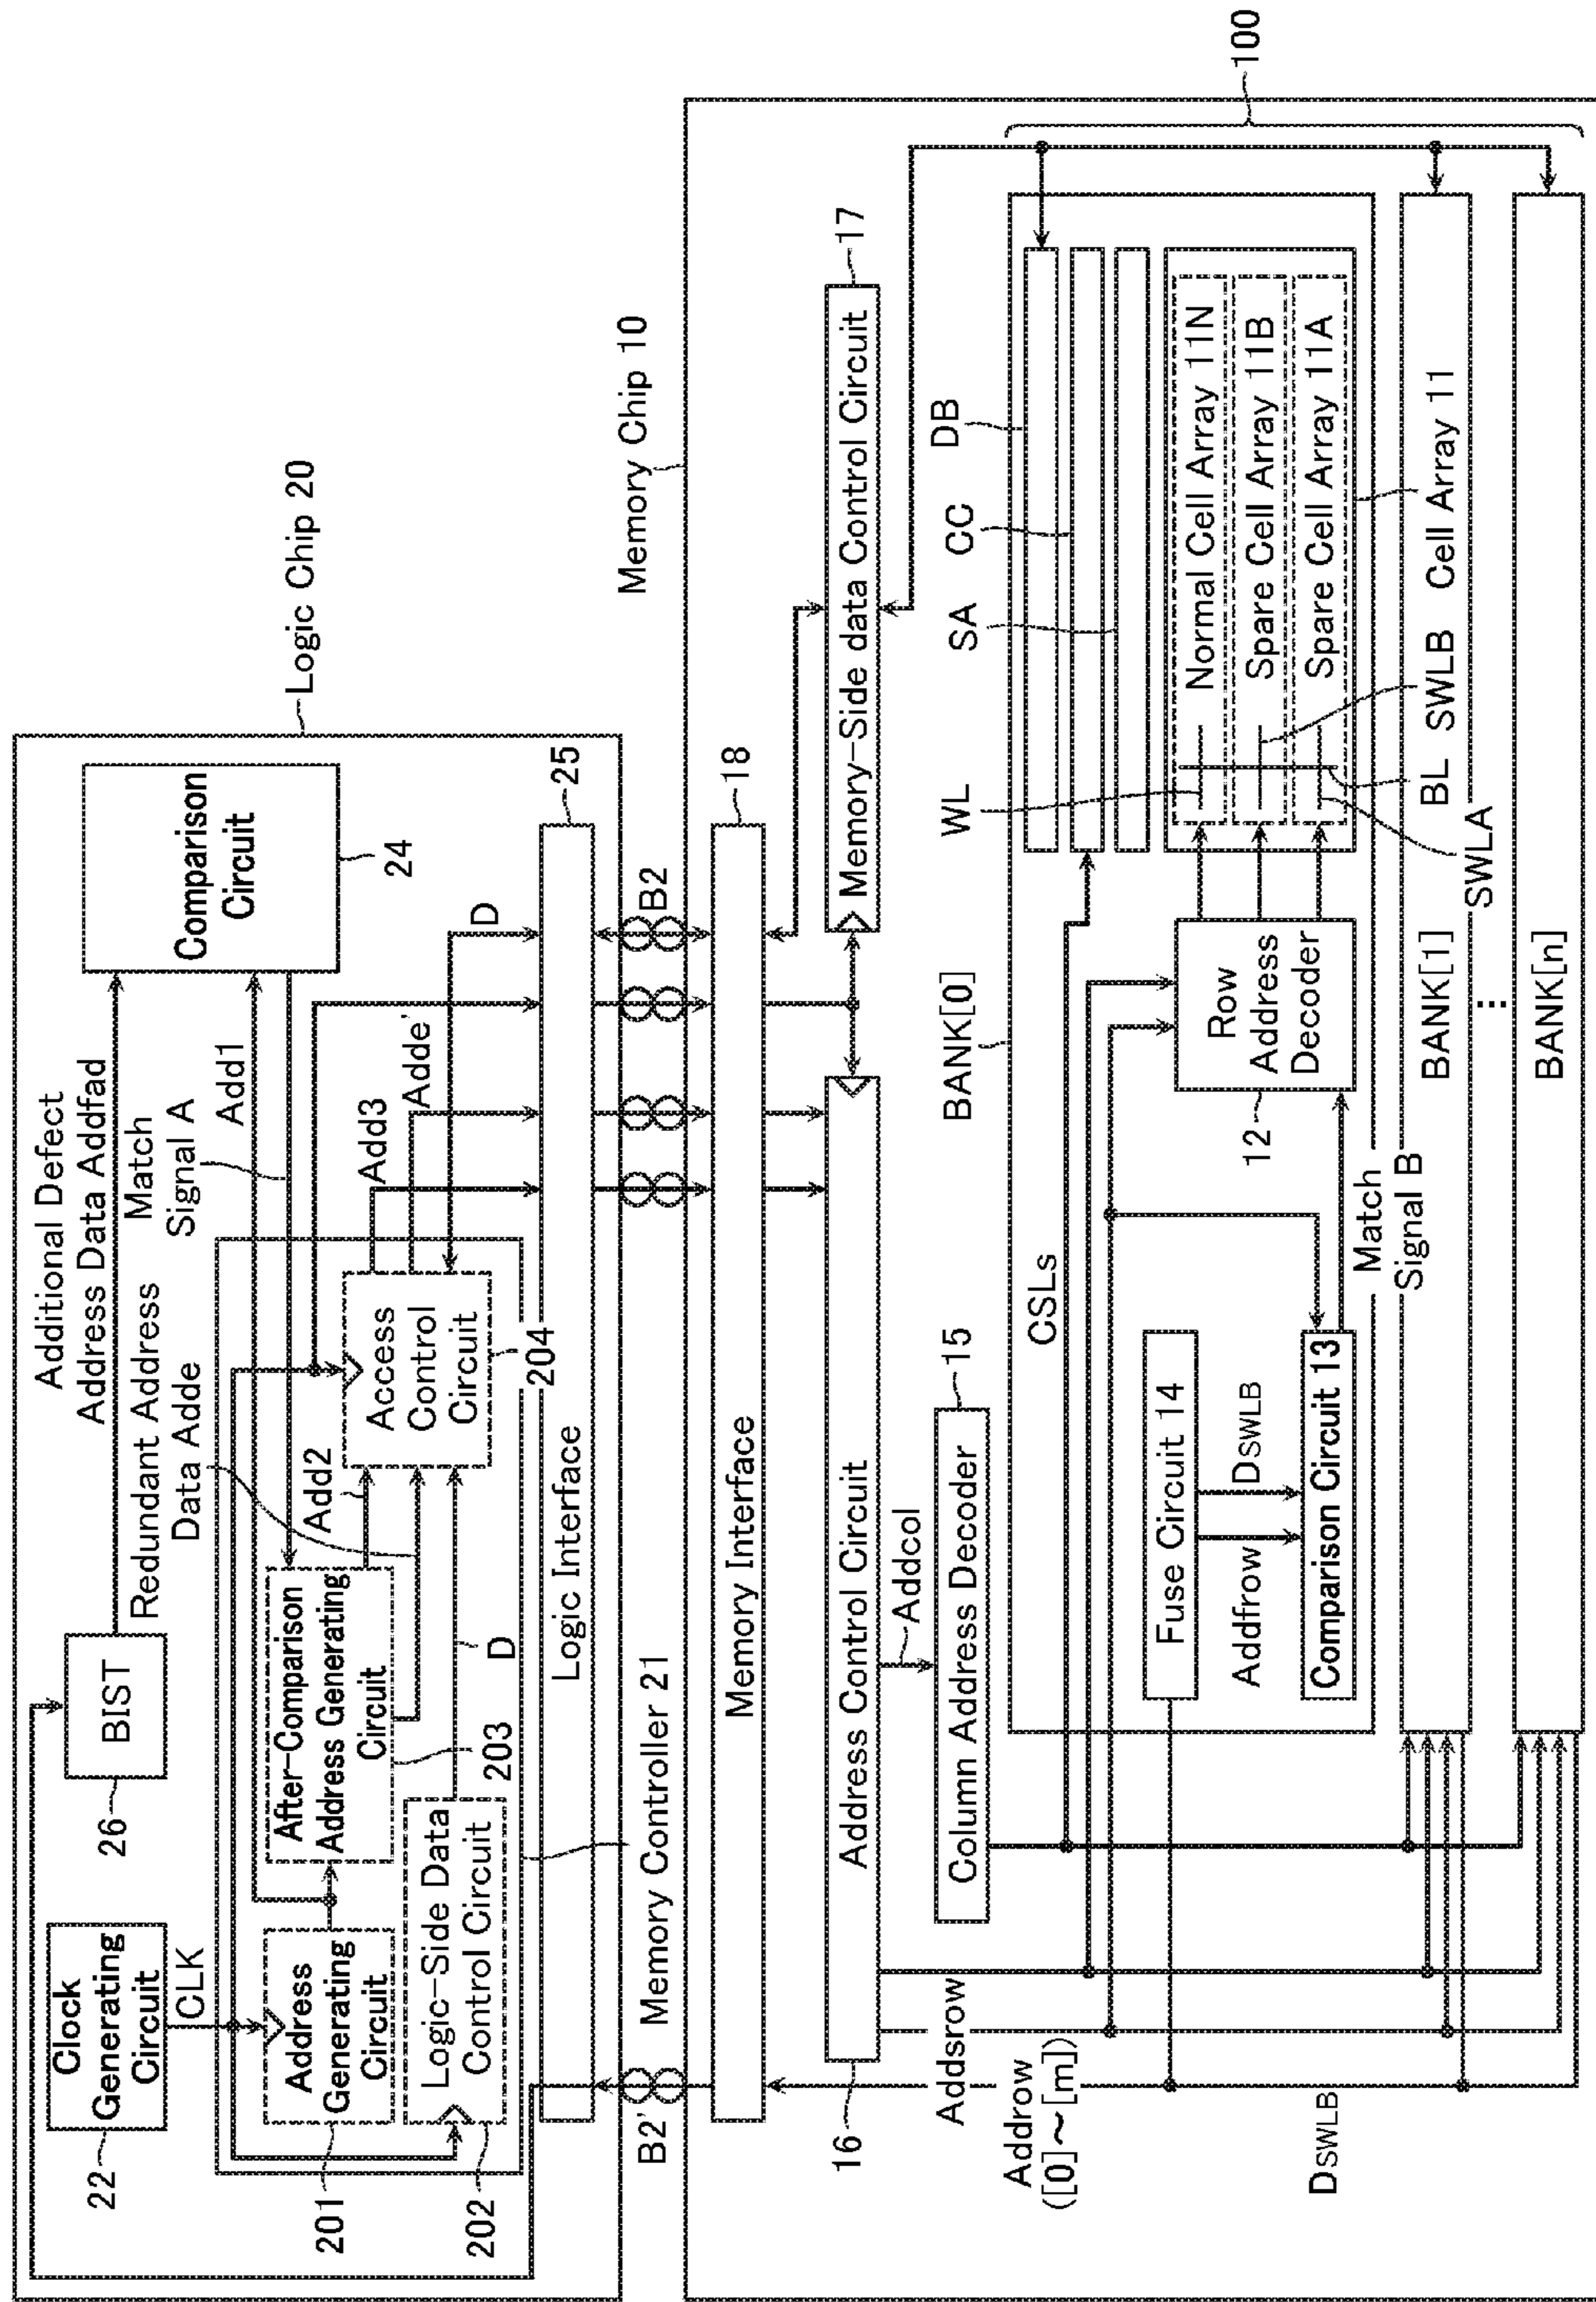 Logic Chip 20
Clock
Generating
Circuit
22
CLK
BIST
26
Additional Defect
Address Data Addfad
Redundant Address
Data Adde
Match
Signal A
Add1
Comparison
Circuit
24
Address
Generating
Circuit
201
After-Comparison
Address Generating
Circuit
203
Logic-Side Data
Control Circuit
202
Add2
D
Access
Control
Circuit
204
Add3
Adde'
D
Logic Interface
25
Memory Controller 21
B2'
B2
Memory Chip 10
Memory Interface
18
Address Control Circuit
16
Memory-Side data Control Circuit
17
Addcol
Column Address Decoder
15
Addsrow
Addrow
([0]~[m])
DSWLB
CSLs
BANK[0]
WL
SA
CC
DB
100
Fuse Circuit 14
Addfrow
DSWLB
Comparison Circuit 13
Match
Signal B
Row
Address
Decoder
12
Normal Cell Array 11N
Spare Cell Array 11B
Spare Cell Array 11A
BL
SWLB
Cell Array 11
SWLA
BANK[1]
⋮
BANK[n]